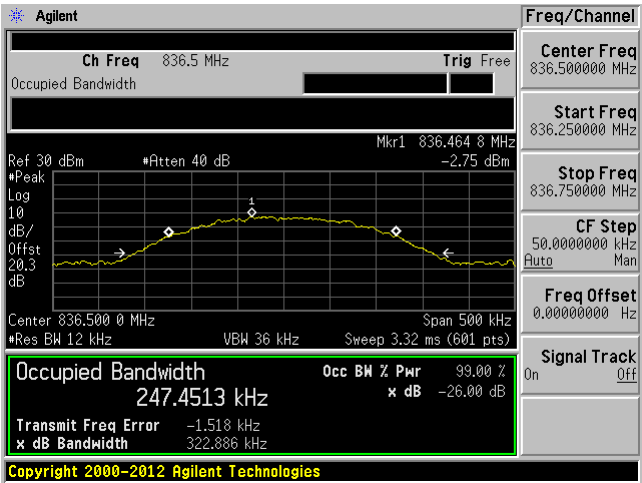 Agilent
Freq/Channel
Ch Freq 836.5 MHz Trig Free
Occupied Bandwidth
Center Freq
836.500000 MHz
Start Freq
836.250000 MHz
Stop Freq
836.750000 MHz
CF Step
50.0000000 kHz
Auto Man
Freq Offset
0.00000000 Hz
Signal Track
On Off
Mkr1 836.464 8 MHz
Ref 30 dBm #Atten 40 dB -2.75 dBm
#Peak
Log
10
dB/
Offst
20.3
dB
1
Center 836.500 0 MHz Span 500 kHz
#Res BW 12 kHz VBW 36 kHz Sweep 3.32 ms (601 pts)
Occupied Bandwidth Occ BW % Pwr 99.00 %
247.4513 kHz x dB -26.00 dB
Transmit Freq Error -1.518 kHz
x dB Bandwidth 322.886 kHz
Copyright 2000-2012 Agilent Technologies